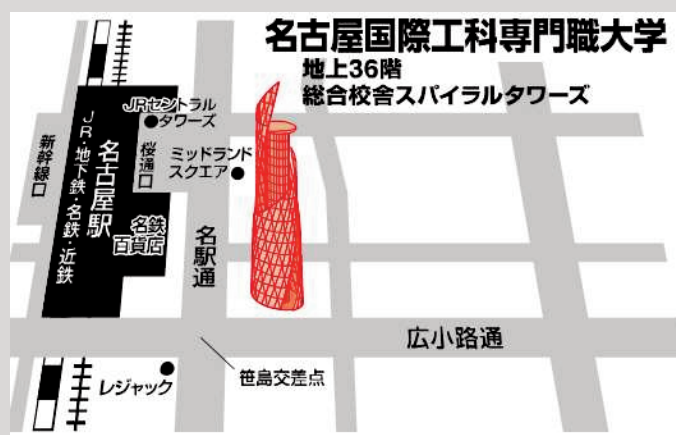 名古屋国際工科専門職大学
地上36階
総合校舎スパイラルタワーズ
JRセントラル
タワーズ
新幹線口
JR・地下鉄・名鉄・近鉄
名古屋駅
桜通口
ミッドランド
スクエア
名鉄
百貨店
名駅通
広小路通
レジャック
笹島交差点